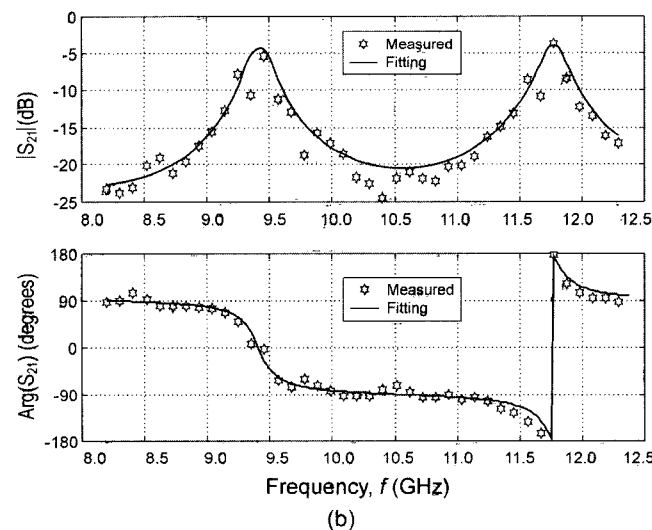 0
-5
-10
-15
-20
-25
|S21| (dB)
Measured
Fitting
8.0 8.5 9.0 9.5 10.0 10.5 11.0 11.5 12.0 12.5
180
90
0
-90
-180
Arg(S21) (degrees)
Measured
Fitting
8.0 8.5 9.0 9.5 10.0 10.5 11.0 11.5 12.0 12.5
Frequency, f (GHz)
(b)